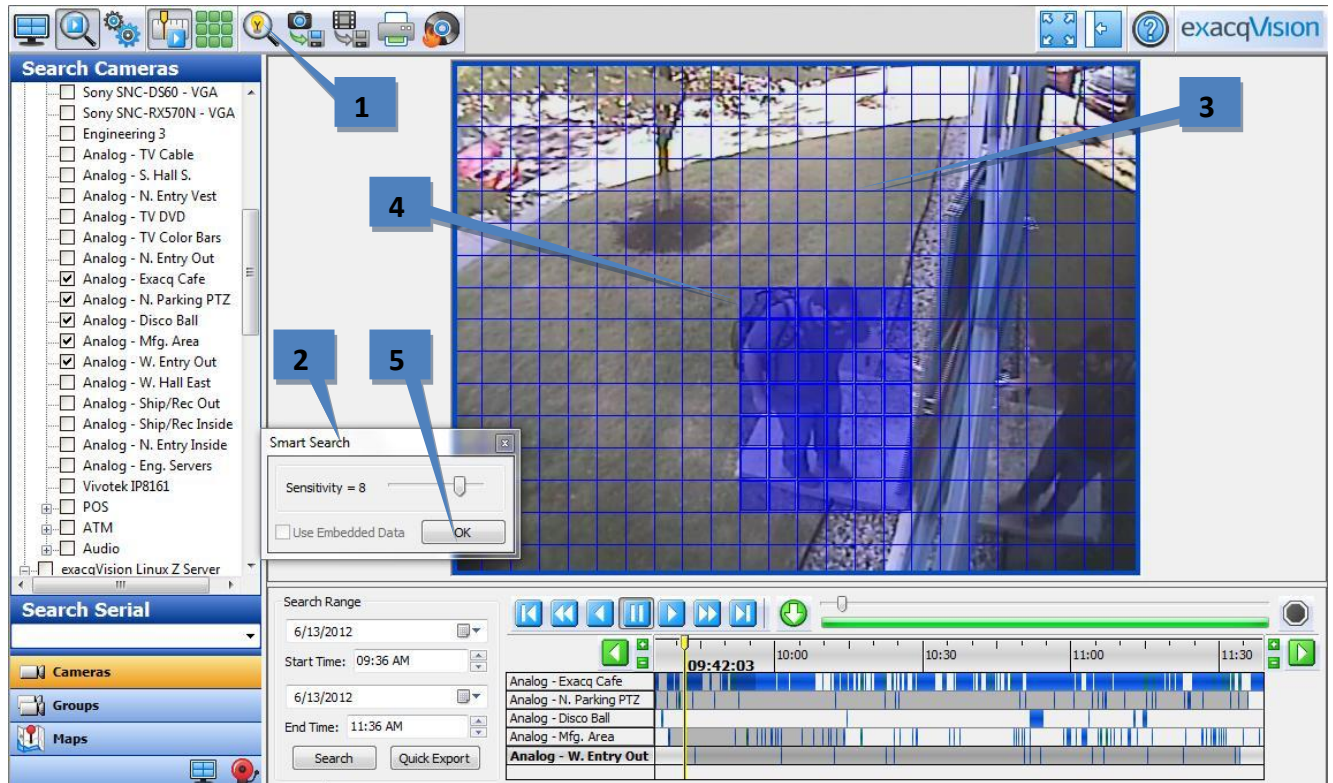 exacqVision
1
2
3
4
5
Search Cameras
Sony SNC-DS60 - VGA
Sony SNC-RX570N - VGA
Engineering 3
Analog - TV Cable
Analog - S. Hall S.
Analog - N. Entry Vest
Analog - TV DVD
Analog - TV Color Bars
Analog - N. Entry Out
Analog - Exacq Cafe
Analog - N. Parking PTZ
Analog - Disco Ball
Analog - Mfg. Area
Analog - W. Entry Out
Analog - W. Hall East
Analog - Ship/Rec Out
Analog - Ship/Rec Inside
Analog - N. Entry Inside
Analog - Eng. Servers
Vivotek IP8161
POS
ATM
Audio
exacqVision Linux Z Server
Smart Search
Sensitivity = 8
Use Embedded Data
OK
Search Serial
Cameras
Groups
Maps
Search Range
6/13/2012
Start Time: 09:36 AM
6/13/2012
End Time: 11:36 AM
Search Quick Export
09:42:03 10:00 10:30 11:00 11:30
Analog - Exacq Cafe
Analog - N. Parking PTZ
Analog - Disco Ball
Analog - Mfg. Area
Analog - W. Entry Out